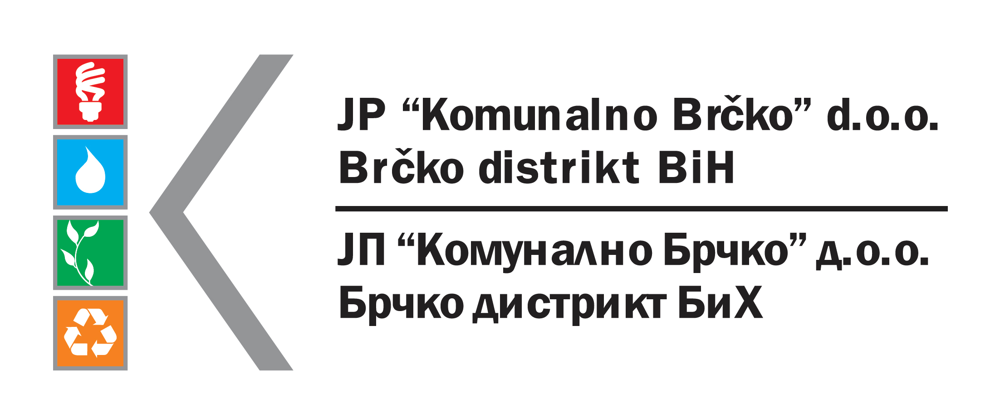 JP “Komunalno Brčko” d.o.o.
Brčko distrikt BiH
ЈП “Комунално Брчко” д.о.о.
Брчко дистрикт БиХ